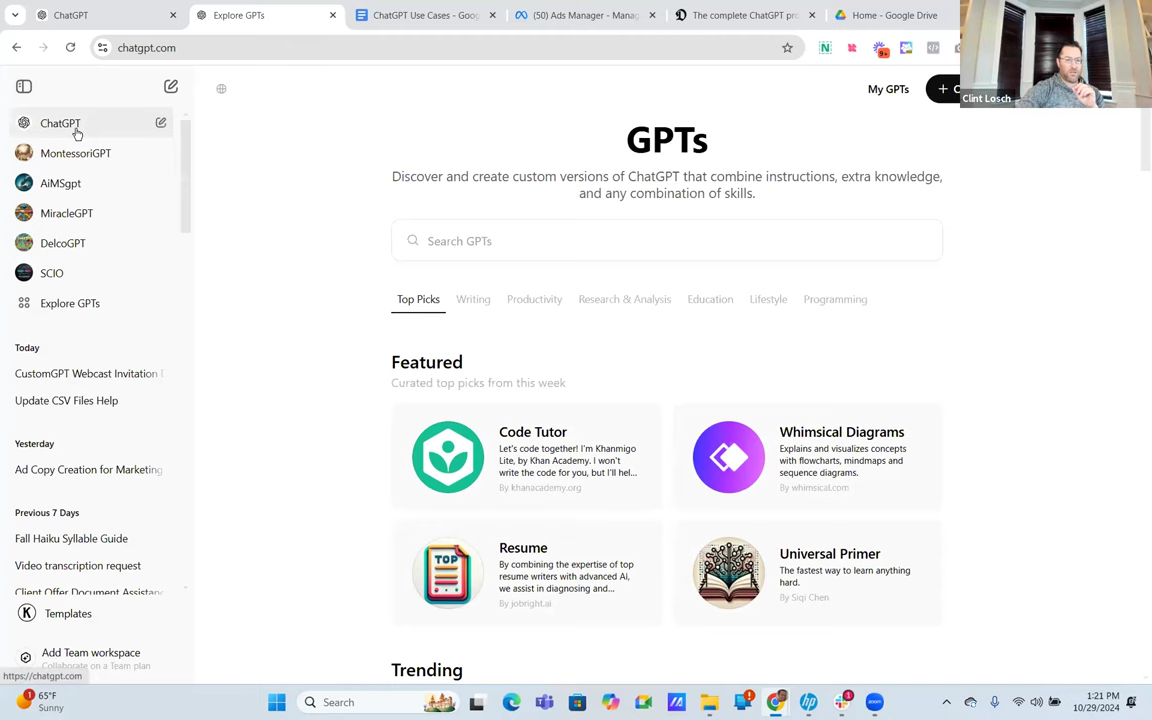 ChatGPT
Explore GPTs
ChatGPT Use Cases - Goog
(50) Ads Manager - Manag
The complete ChatGPT pro
Home - Google Drive
chatgpt.com
9+
Clint Losch
ChatGPT
MontessoriGPT
AiMSgpt
MiracleGPT
DelcoGPT
SCIO
Explore GPTs
Today
CustomGPT Webcast Invitation
Update CSV Files Help
Yesterday
Ad Copy Creation for Marketing
Previous 7 Days
Fall Haiku Syllable Guide
Video transcription request
Client Offer Document Assistanc
K
Templates
Add Team workspace
Collaborate on a Team plan
https://chatgpt.com
My GPTs
+ C
GPTs
Discover and create custom versions of ChatGPT that combine instructions, extra knowledge,
and any combination of skills.
Search GPTs
Top Picks
Writing
Productivity
Research & Analysis
Education
Lifestyle
Programming
Featured
Curated top picks from this week
Code Tutor
Let's code together! I'm Khanmigo
Lite, by Khan Academy. I won't
write the code for you, but I'll hel...
By khanacademy.org
Whimsical Diagrams
Explains and visualizes concepts
with flowcharts, mindmaps and
sequence diagrams.
By whimsical.com
TOP
Resume
By combining the expertise of top
resume writers with advanced AI,
we assist in diagnosing and...
By jobright.ai
Universal Primer
The fastest way to learn anything
hard.
By Siqi Chen
Trending
1
65°F
Sunny
Search
zoom
1:21 PM
10/29/2024